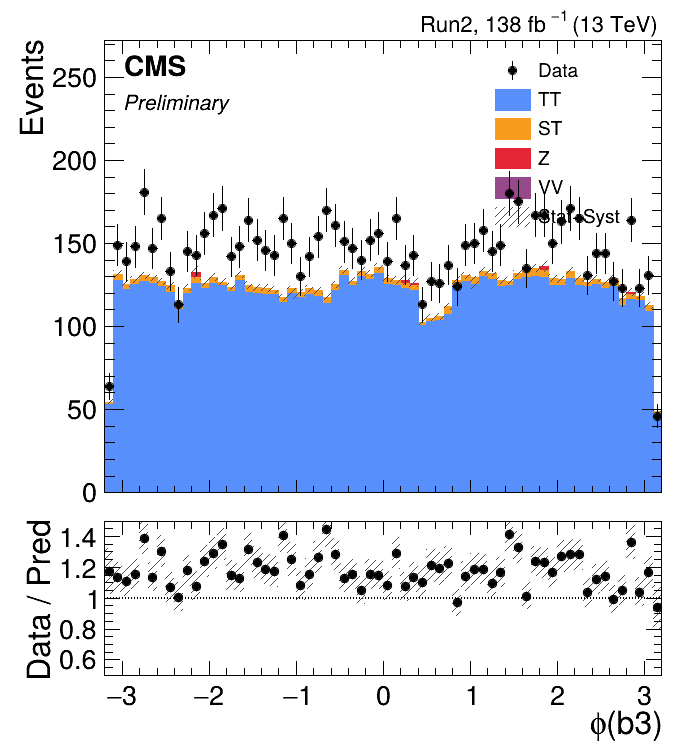 Run2, 138 fb⁻¹ (13 TeV)
Events
CMS
Preliminary
Data
TT
ST
Z
VV
Stat+Syst
250
200
150
100
50
0
Data / Pred
1.4
1.2
1
0.8
0.6
−3 −2 −1 0 1 2 3
ϕ(b3)